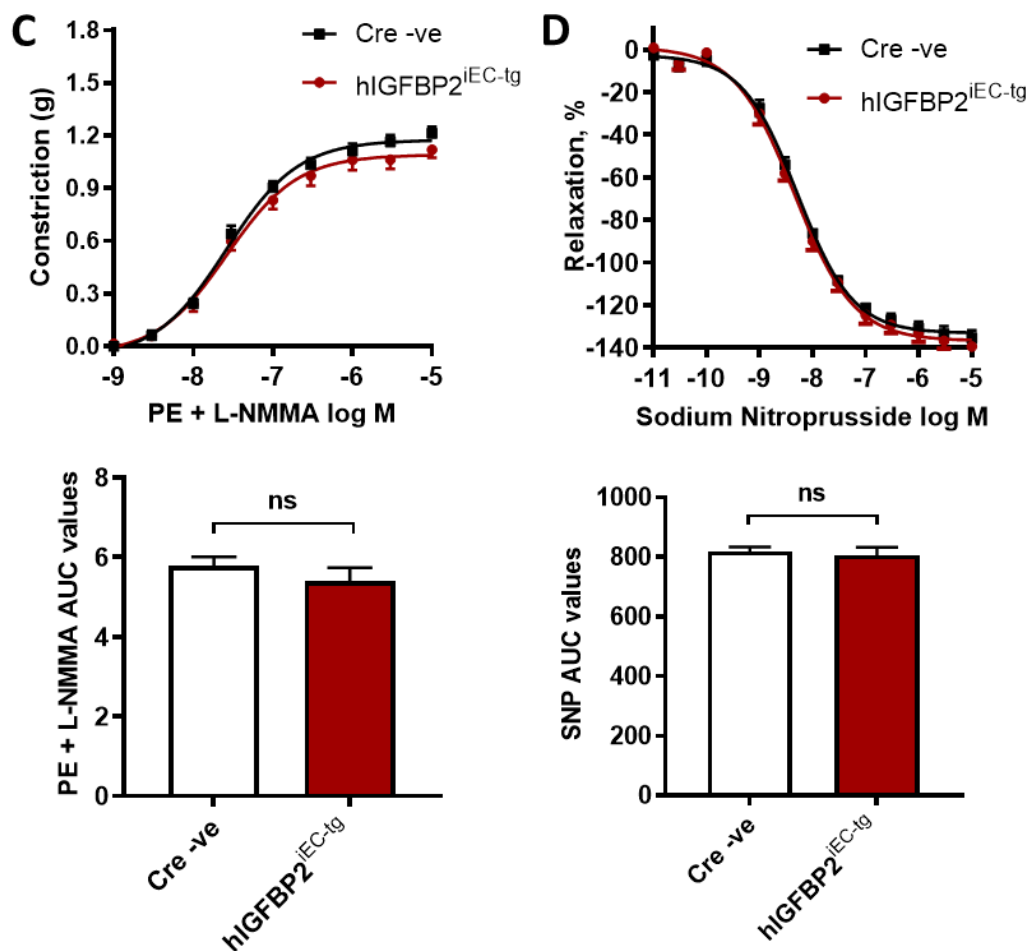 C
Cre -ve
hIGFBP2iEC-tg
Constriction (g)
1.8
1.5
1.2
0.9
0.6
0.3
0.0
-9
-8
-7
-6
-5
PE + L-NMMA log M
D
Cre -ve
hIGFBP2iEC-tg
Relaxation, %
0
-20
-40
-60
-80
-100
-120
-140
-11
-10
-9
-8
-7
-6
-5
Sodium Nitroprusside log M
PE + L-NMMA AUC values
8
6
4
2
0
ns
Cre -ve
hIGFBP2iEC-tg
SNP AUC values
1000
800
600
400
200
0
ns
Cre -ve
hIGFBP2iEC-tg